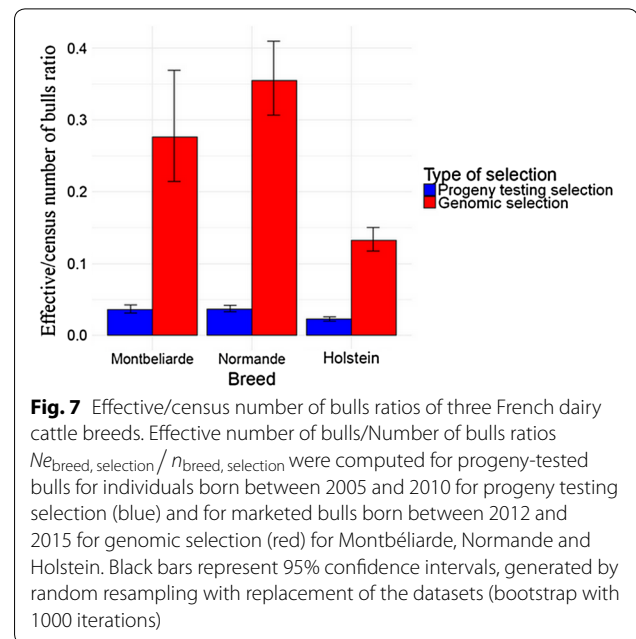 0.4
0.3
0.2
0.1
0.0
Effective/census number of bulls ratio
Montbeliarde Normande Holstein
Breed
Type of selection
Progeny testing selection
Genomic selection
Fig. 7 Effective/census number of bulls ratios of three French dairy
cattle breeds. Effective number of bulls/Number of bulls ratios
Ne breed, selection / n breed, selection were computed for progeny-tested
bulls for individuals born between 2005 and 2010 for progeny testing
selection (blue) and for marketed bulls born between 2012 and
2015 for genomic selection (red) for Montbéliarde, Normande and
Holstein. Black bars represent 95% confidence intervals, generated by
random resampling with replacement of the datasets (bootstrap with
1000 iterations)